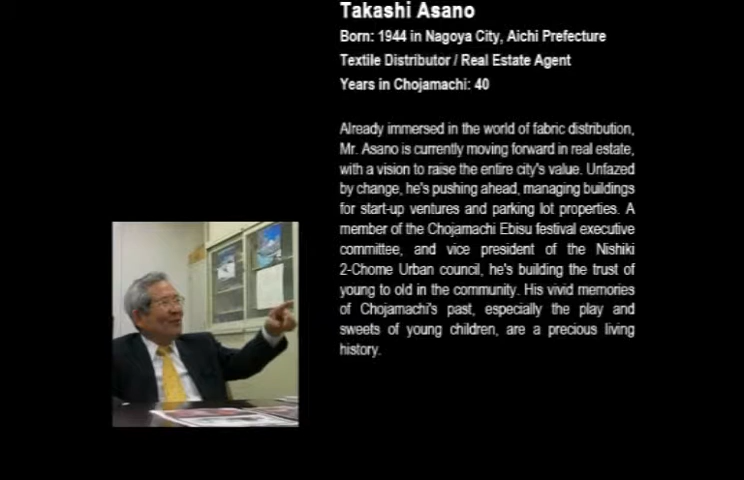 Takashi Asano
Born: 1944 in Nagoya City, Aichi Prefecture
Textile Distributor / Real Estate Agent
Years in Chojamachi: 40
Already immersed in the world of fabric distribution,
Mr. Asano is currently moving forward in real estate,
with a vision to raise the entire city's value. Unfazed
by change, he's pushing ahead, managing buildings
for start-up ventures and parking lot properties. A
member of the Chojamachi Ebisu festival executive
committee, and vice president of the Nishiki
2-Chome Urban council, he's building the trust of
young to old in the community. His vivid memories
of Chojamachi's past, especially the play and
sweets of young children, are a precious living
history.